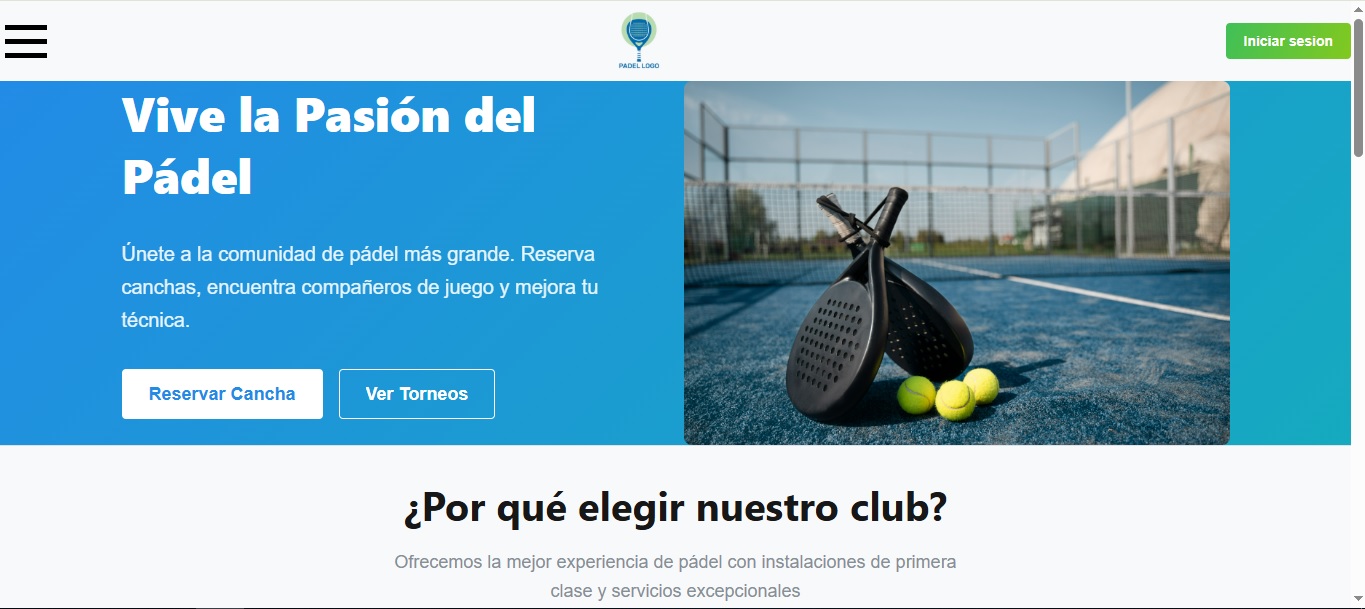 PADEL LOGO
Iniciar sesion
Vive la Pasión del
Pádel
Únete a la comunidad de pádel más grande. Reserva
canchas, encuentra compañeros de juego y mejora tu
técnica.
Reservar Cancha
Ver Torneos
¿Por qué elegir nuestro club?
Ofrecemos la mejor experiencia de pádel con instalaciones de primera
clase y servicios excepcionales